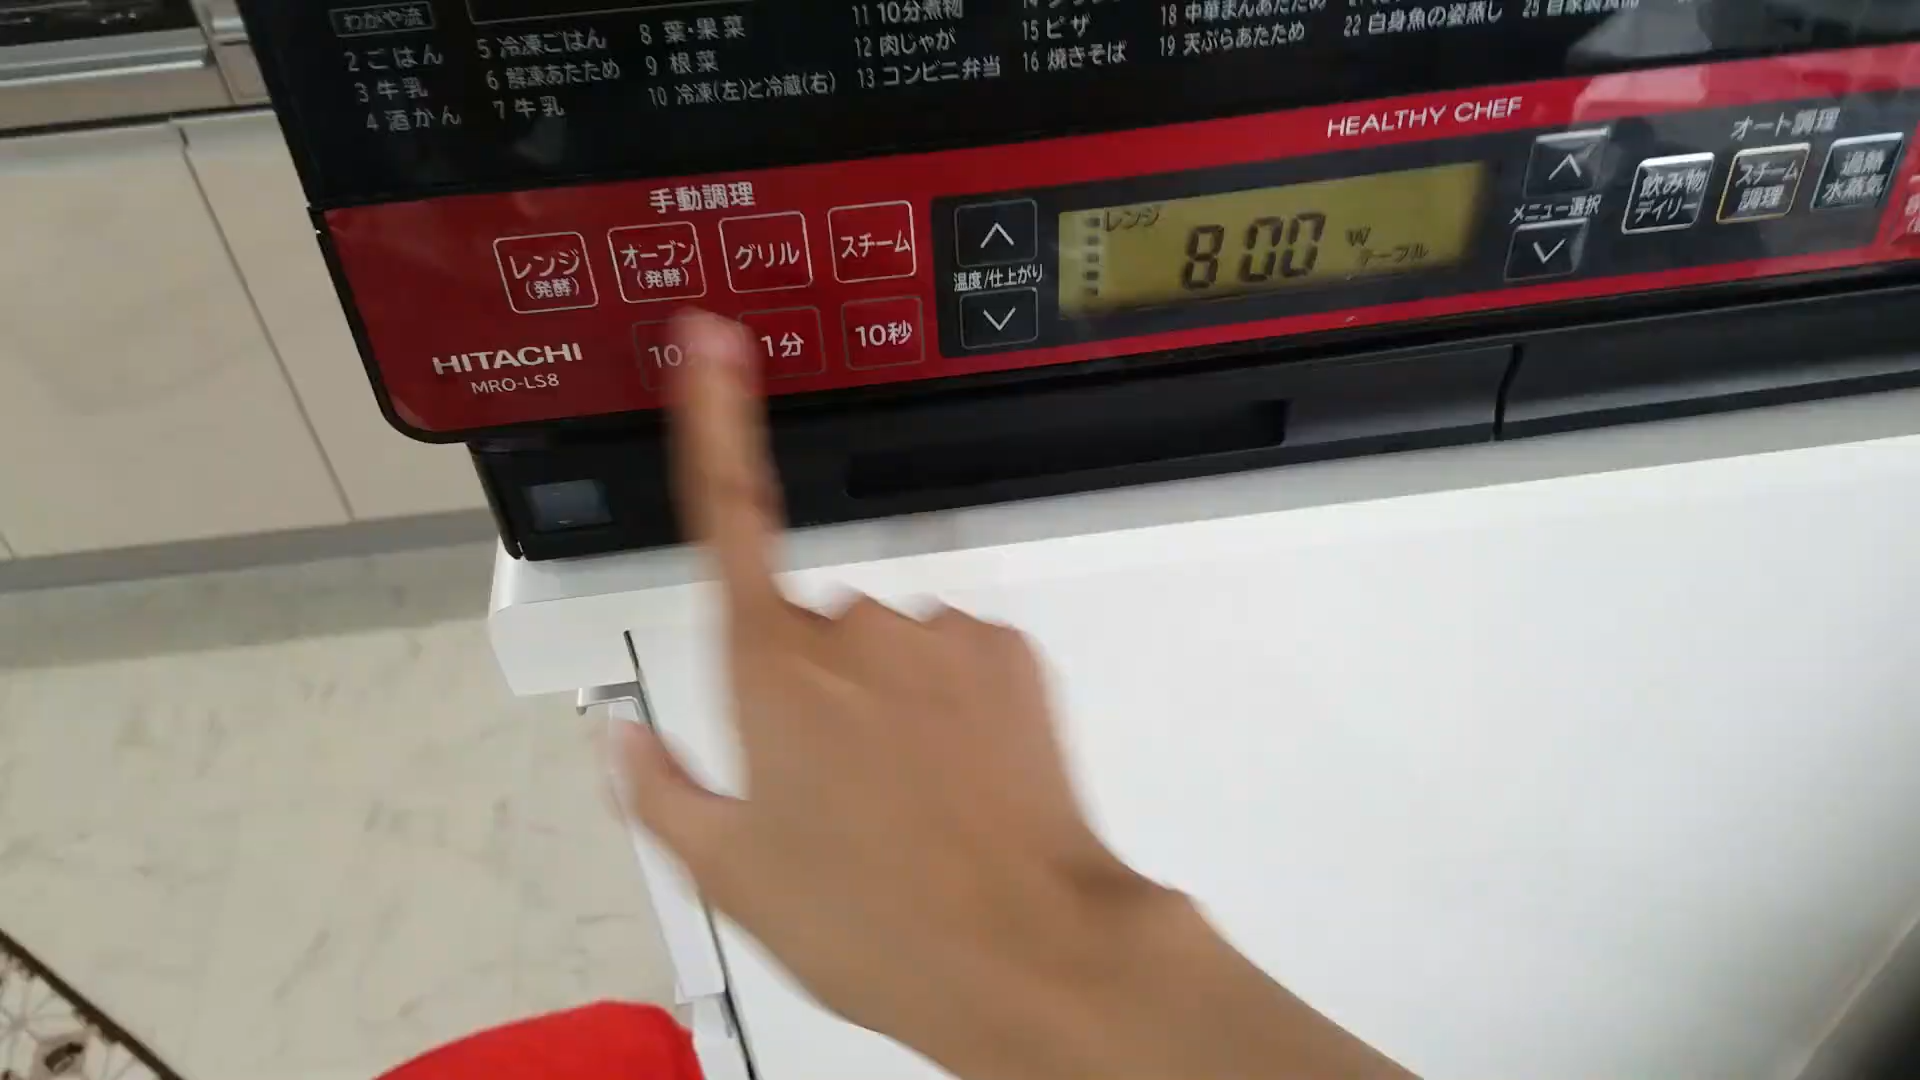 わがや流
2 ごはん
3 牛乳
4 酒かん
5 冷凍ごはん
6 解凍あたため
7 牛乳
8 葉・果菜
9 根菜
10 冷凍(左)と冷蔵(右)
11 10分煮物
12 肉じゃが
13 コンビニ弁当
15 ピザ
16 焼きそば
18 中華まんあたため
19 天ぷらあたため
22 白身魚の姿蒸し
HEALTHY CHEF
手動調理
レンジ
(発酵)
オーブン
(発酵)
グリル
スチーム
1分
10秒
HITACHI
MRO-LS8
温度/仕上がり
レンジ
800 W
テーブル
メニュー選択
オート調理
飲み物
デイリー
スチーム
調理
過熱
水蒸気